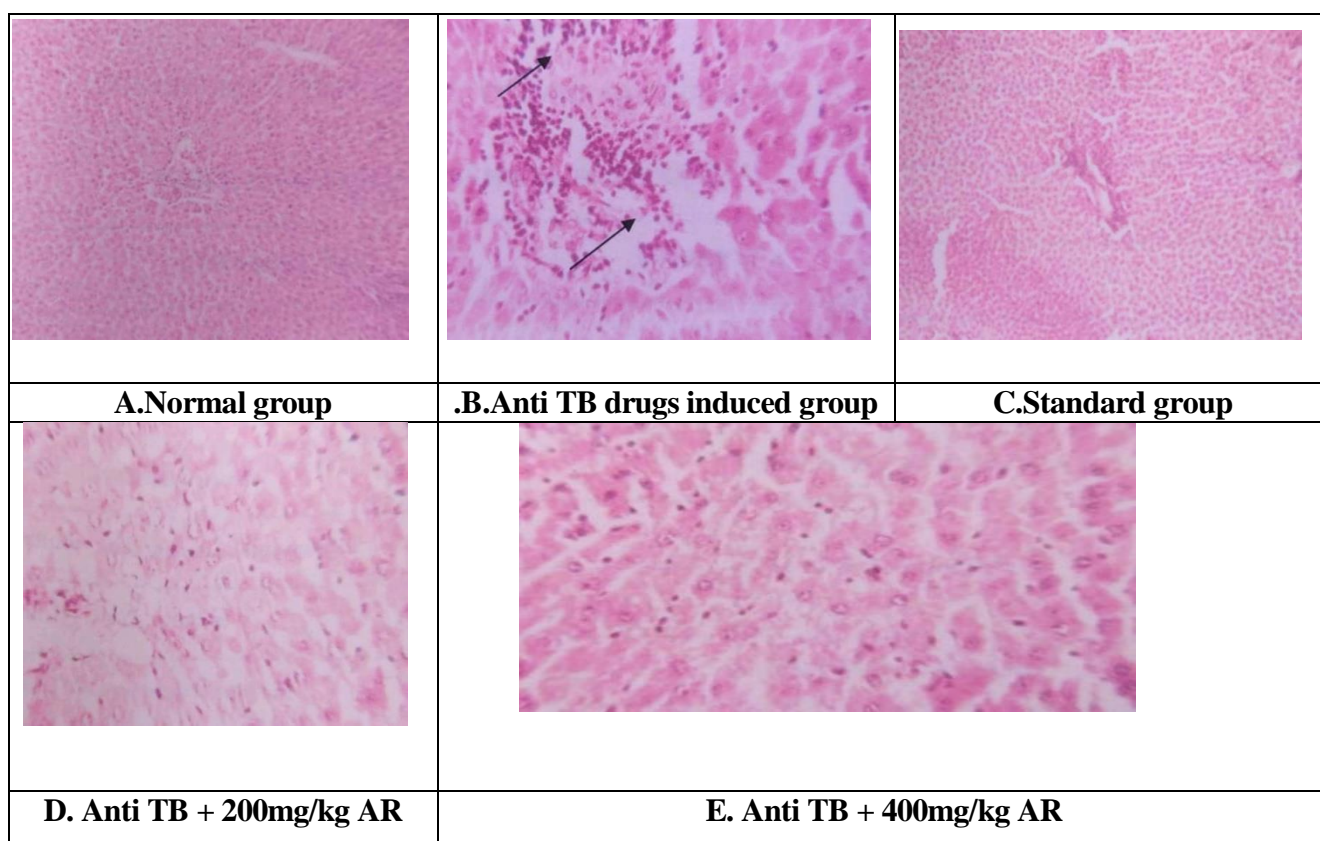 A.Normal group
.B.Anti TB drugs induced group
C.Standard group
D. Anti TB + 200mg/kg AR
E. Anti TB + 400mg/kg AR